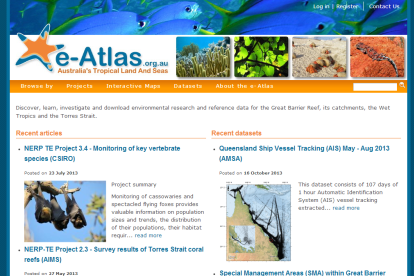 Log in | Register Contact Us
e-Atlas.org.au
Australia's Tropical Land And Seas
Browse by Projects Interactive Maps Datasets About the e-Atlas
Discover, learn, investigate and download environmental research and reference data for the Great Barrier Reef, its catchments, the Wet
Tropics and the Torres Strait.
Recent articles
NERP TE Project 3.4 - Monitoring of key vertebrate
species (CSIRO)
Posted on 22 July 2013
Project summary
Monitoring of cassowaries and
spectacled flying foxes provides
valuable information on population
sizes and trends, the distribution
of their populations, their habitat
requir... read more
NERP-TE Project 2.3 - Survey results of Torres Strait coral
reefs (AIMS)
Posted on 27 May 2013
Recent datasets
Queensland Ship Vessel Tracking (AIS) May - Aug 2013
(AMSA)
Posted on 16 October 2013
This dataset consists of 107 days of
1 hour Automatic Identification
System (AIS) vessel tracking
extracted... read more
Special Management Areas (SMA) within Great Barrier